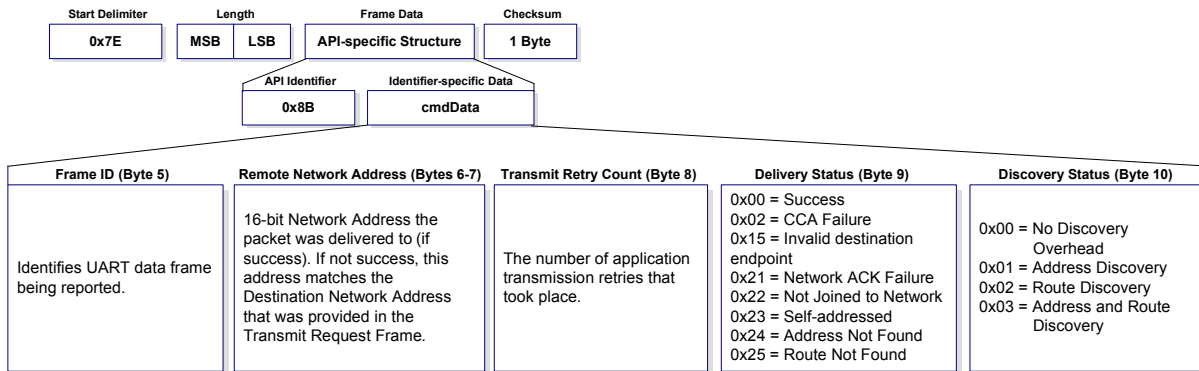 Start Delimiter
Length
Frame Data
Checksum
0x7E
MSB
LSB
API-specific Structure
1 Byte
API Identifier
Identifier-specific Data
0x8B
cmdData
Frame ID (Byte 5)
Identifies UART data frame
being reported.
Remote Network Address (Bytes 6-7)
16-bit Network Address the
packet was delivered to (if
success). If not success, this
address matches the
Destination Network Address
that was provided in the
Transmit Request Frame.
Transmit Retry Count (Byte 8)
The number of application
transmission retries that
took place.
Delivery Status (Byte 9)
0x00 = Success
0x02 = CCA Failure
0x15 = Invalid destination
endpoint
0x21 = Network ACK Failure
0x22 = Not Joined to Network
0x23 = Self-addressed
0x24 = Address Not Found
0x25 = Route Not Found
Discovery Status (Byte 10)
0x00 = No Discovery
Overhead
0x01 = Address Discovery
0x02 = Route Discovery
0x03 = Address and Route
Discovery